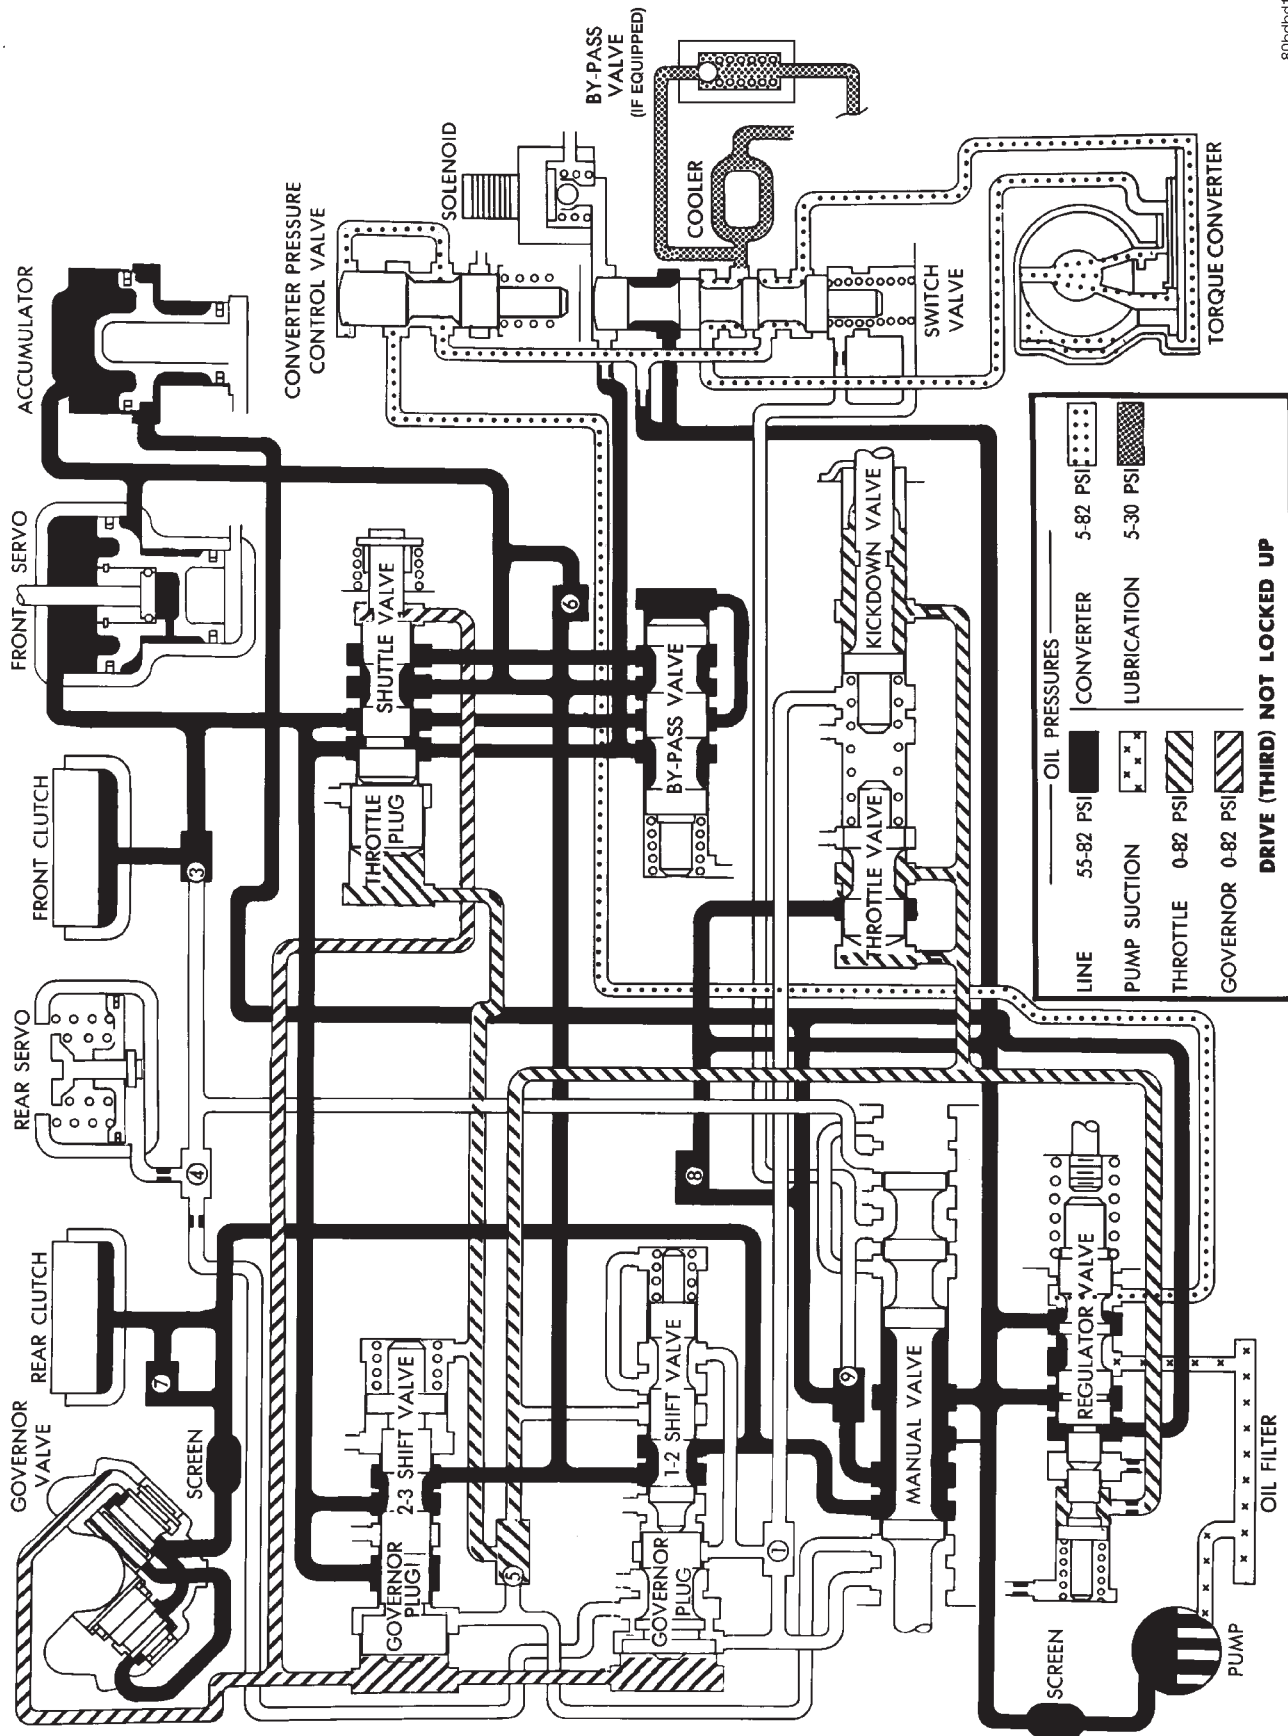 FRONT SERVO
ACCUMULATOR
FRONT CLUTCH
REAR SERVO
REAR CLUTCH
GOVERNOR
VALVE
SCREEN
7
4
3
CONVERTER PRESSURE
CONTROL VALVE
SOLENOID
BY-PASS
VALVE
(IF EQUIPPED)
COOLER
SWITCH
VALVE
TORQUE CONVERTER
SHUTTLE VALVE
THROTTLE
PLUG
6
BY-PASS VALVE
2-3 SHIFT VALVE
GOVERNOR
PLUG
5
1-2 SHIFT VALVE
GOVERNOR
PLUG
1
8
9
KICKDOWN VALVE
THROTTLE VALVE
MANUAL VALVE
REGULATOR VALVE
SCREEN
PUMP
OIL FILTER
OIL PRESSURES
LINE 55-82 PSI
PUMP SUCTION
THROTTLE 0-82 PSI
GOVERNOR 0-82 PSI
CONVERTER 5-82 PSI
LUBRICATION 5-30 PSI
DRIVE (THIRD) NOT LOCKED UP